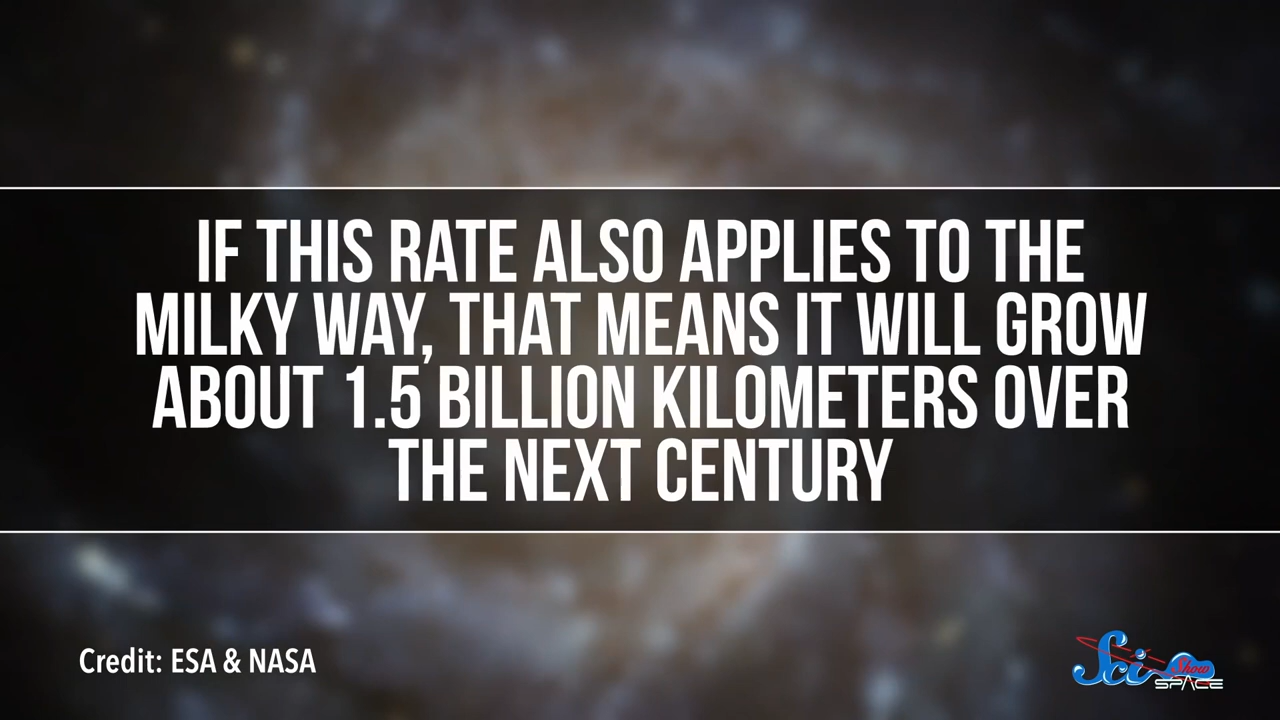 IF THIS RATE ALSO APPLIES TO THE
MILKY WAY, THAT MEANS IT WILL GROW
ABOUT 1.5 BILLION KILOMETERS OVER
THE NEXT CENTURY
Credit: ESA & NASA
Sci Show
SPACE